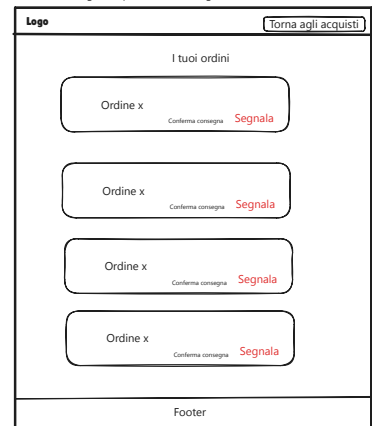 Logo
Torna agli acquisti
I tuoi ordini
Ordine x
Conferma consegna Segnala
Ordine x
Conferma consegna Segnala
Ordine x
Conferma consegna Segnala
Ordine x
Conferma consegna Segnala
Footer